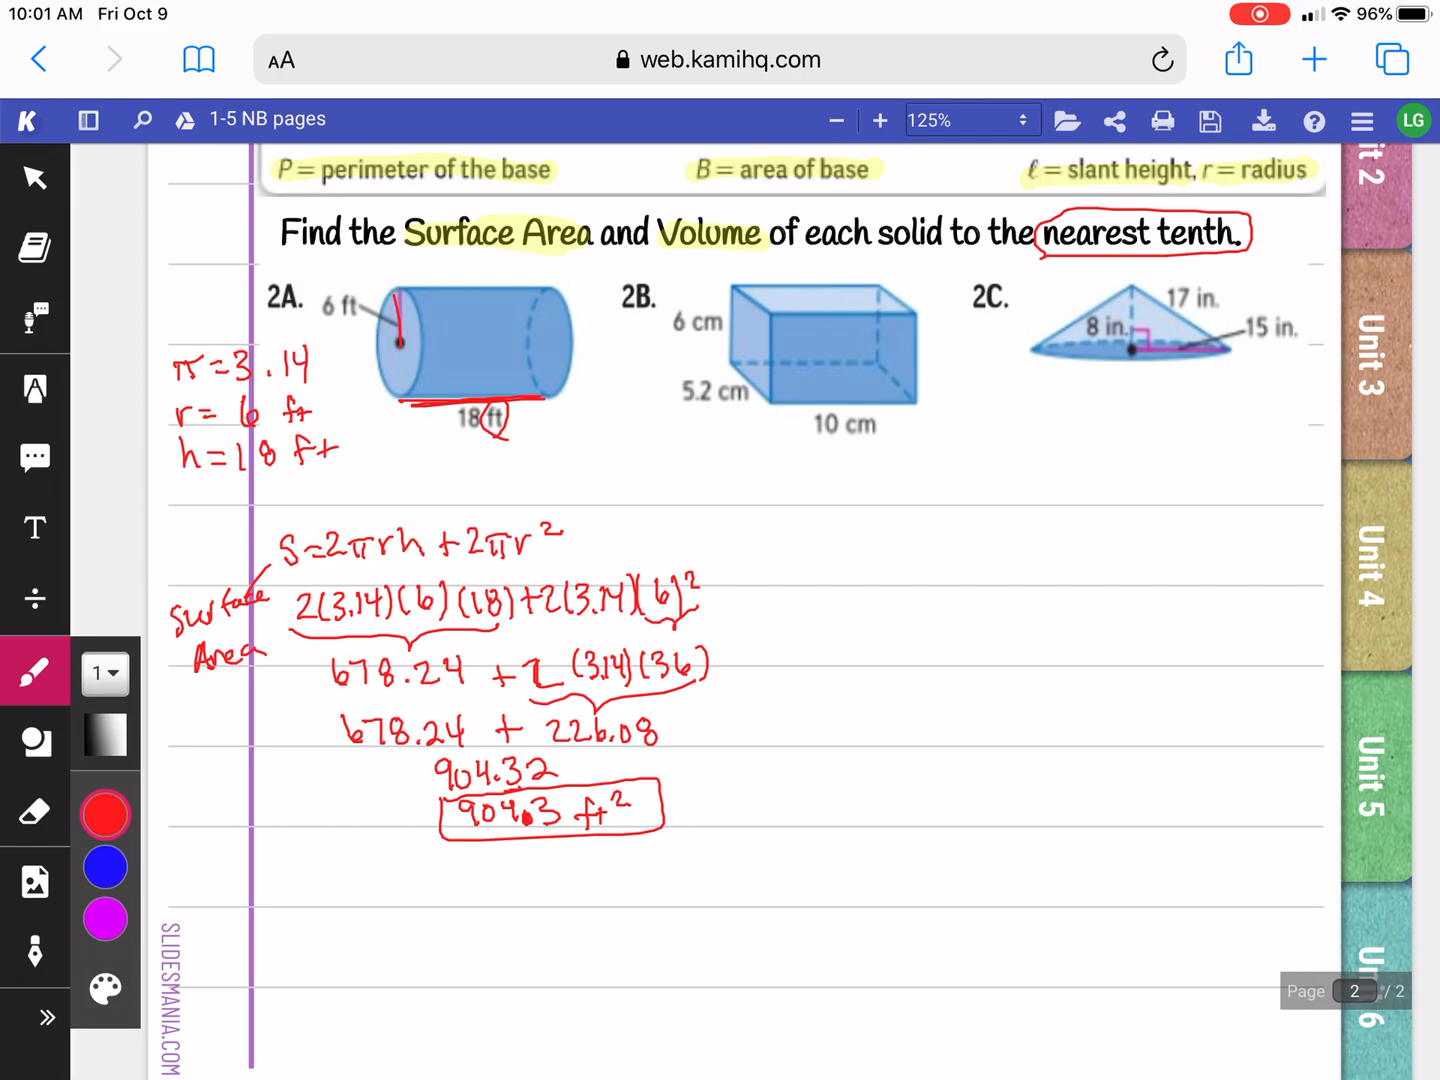 10:01 AM Fri Oct 9 96%
AA web.kamihq.com
K 1-5 NB pages 125% LG
P = perimeter of the base B = area of base ℓ = slant height, r = radius
Find the Surface Area and Volume of each solid to the nearest tenth.
2A. 6 ft 18 ft
2B. 6 cm 5.2 cm 10 cm
2C. 17 in. 8 in. 15 in.
π = 3.14
r = 6 ft
h = 18 ft
S = 2πrh + 2πr²
Surface Area
2(3.14)(6)(18) + 2(3.14)(6)²
678.24 + 2 (3.14)(36)
678.24 + 226.08
904.32
904.3 ft²
T
1
it 2
Unit 3
Unit 4
Unit 5
Un 6
SLIDESMANIA.COM
Page 2 / 2